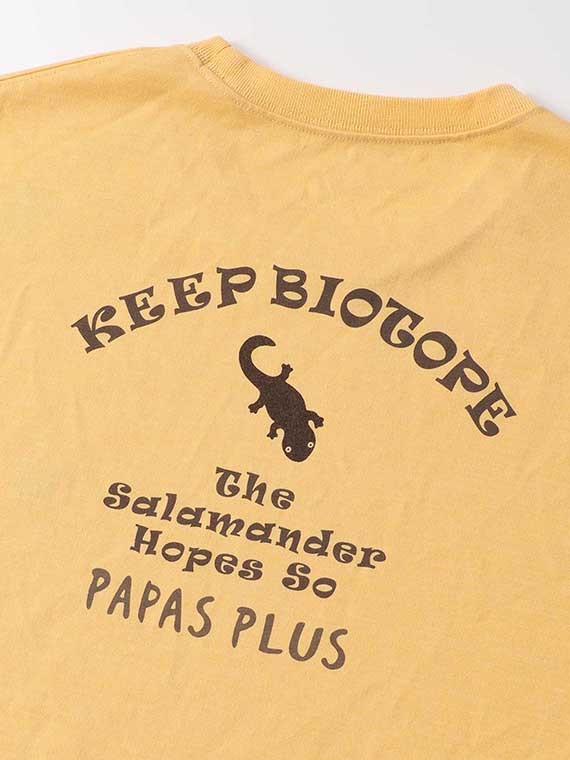 KEEP BIOTOPE
The
Salamander
Hopes So
PAPAS PLUS